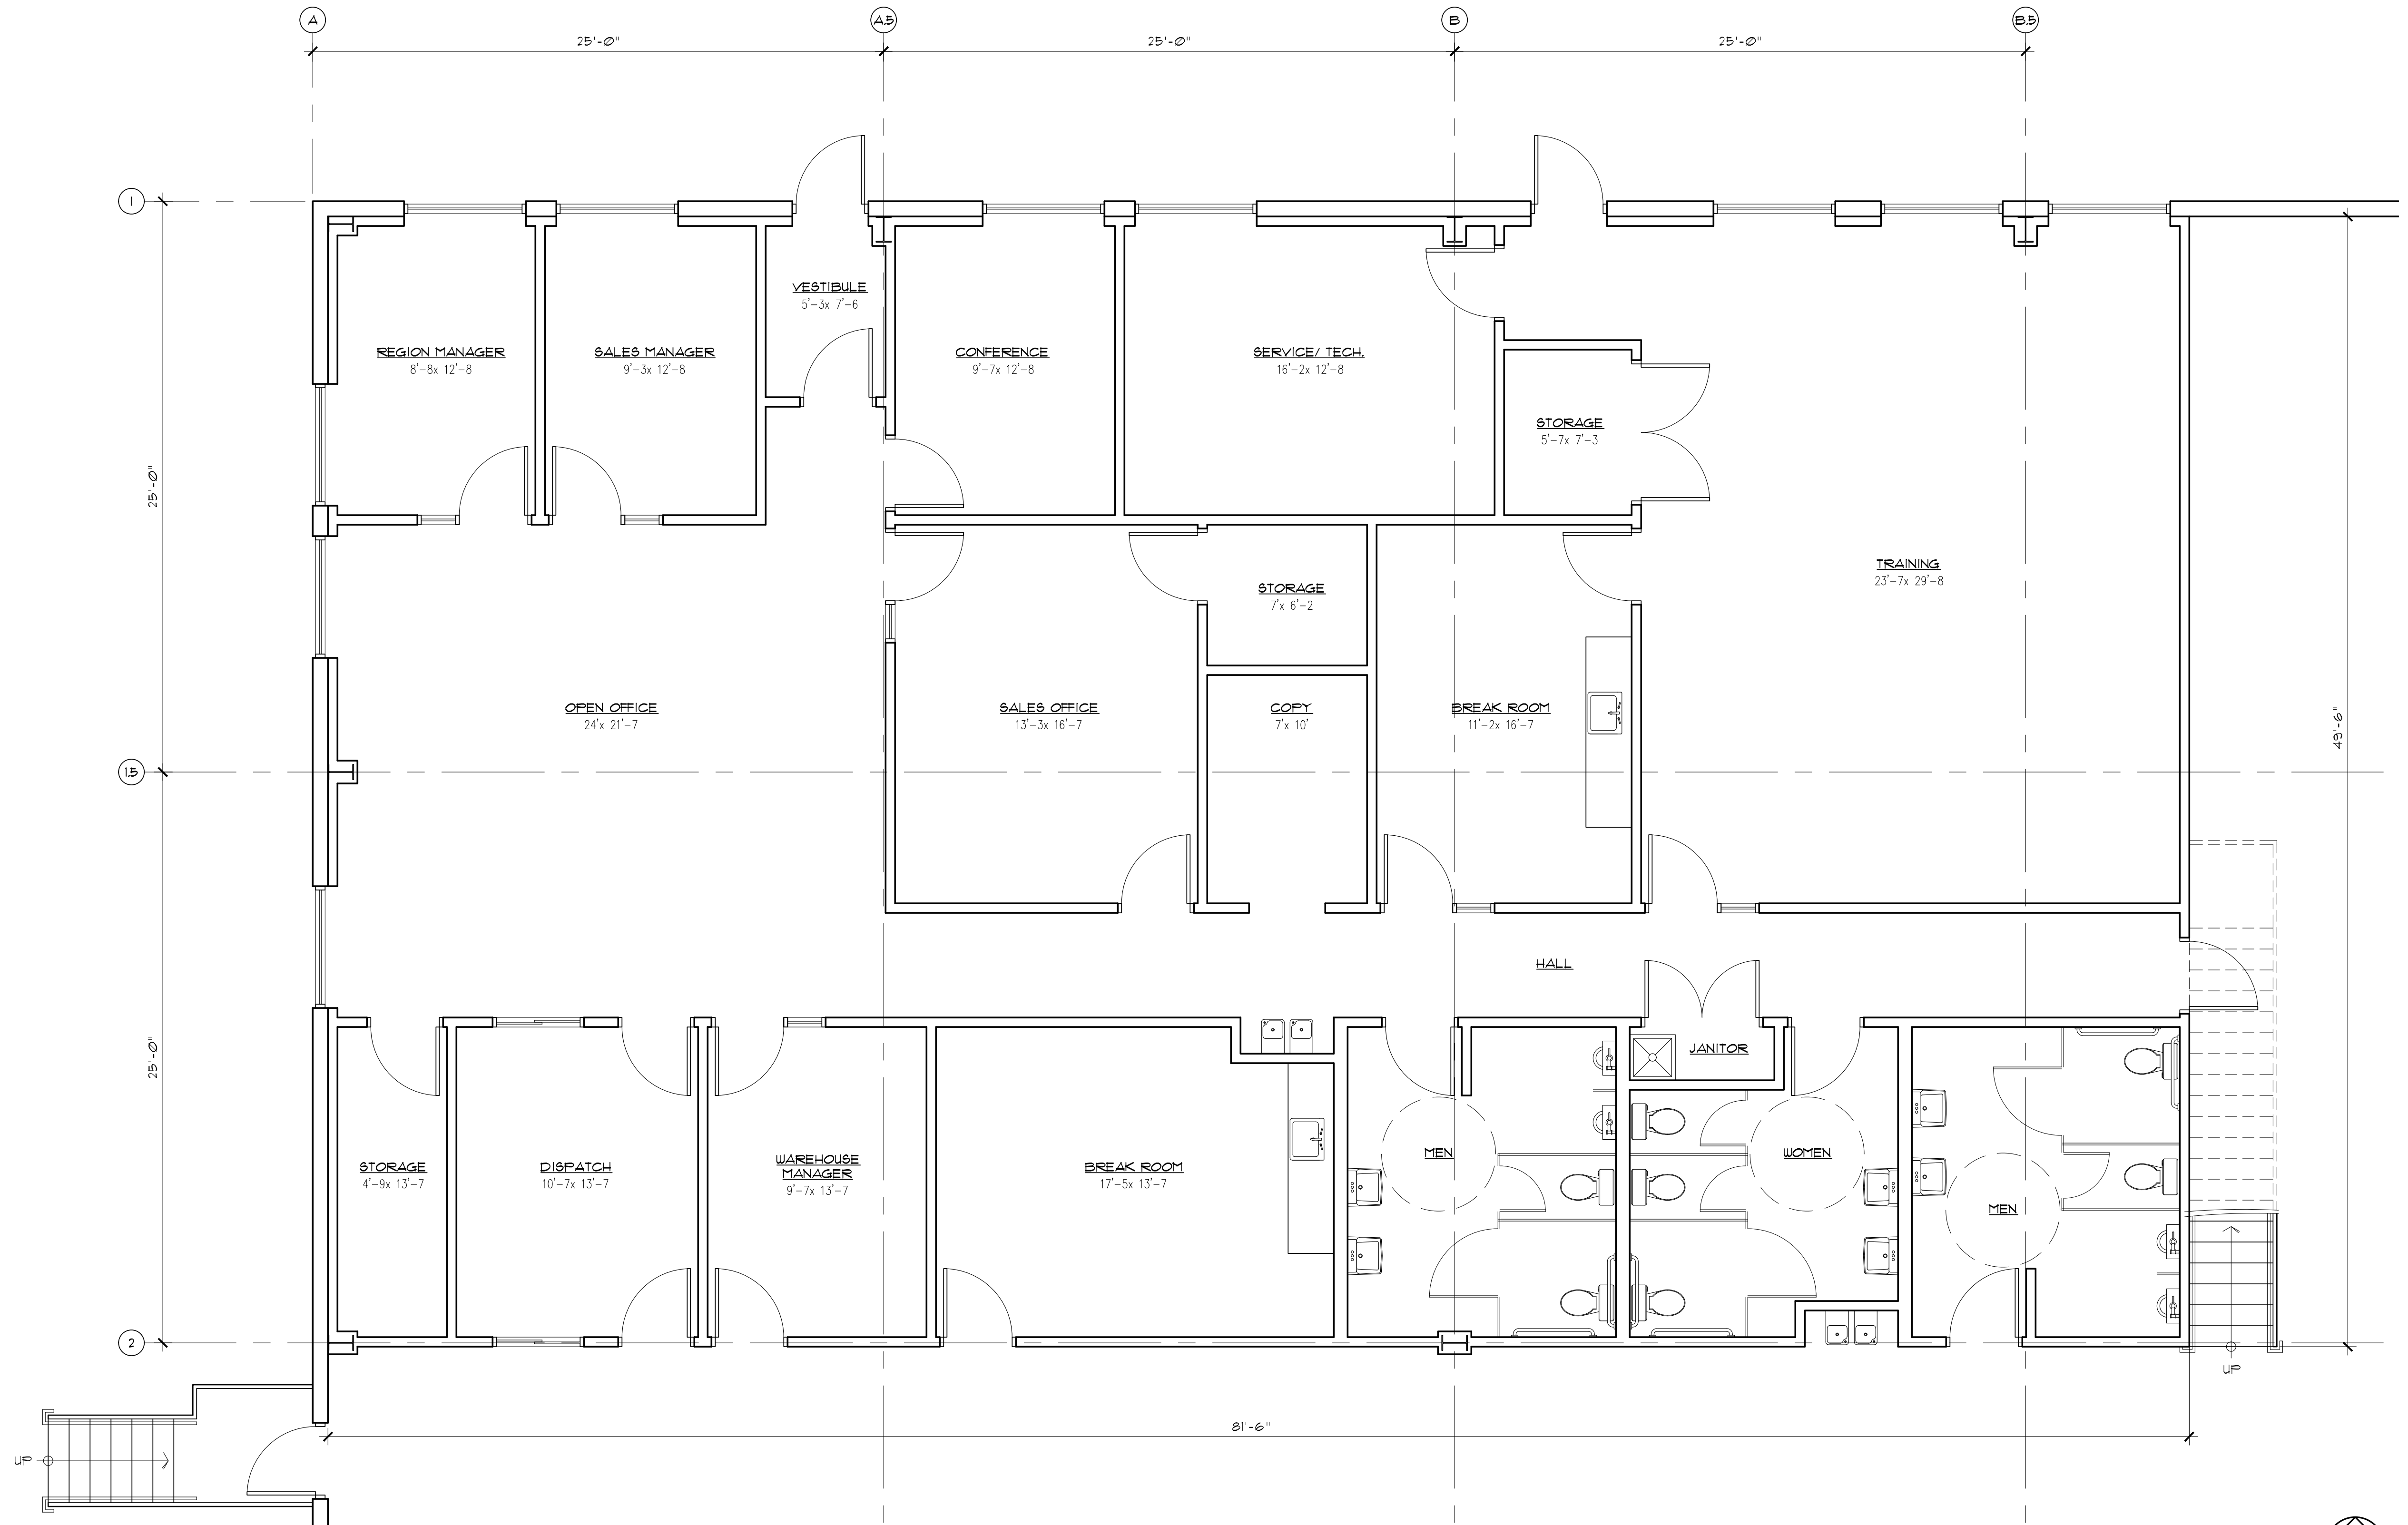 A
A.5
B
B.5
25'-0"
25'-0"
25'-0"
1
VESTIBULE
5'-3x 7'-6
REGION MANAGER
8'-8x 12'-8
SALES MANAGER
9'-3x 12'-8
CONFERENCE
9'-7x 12'-8
SERVICE/ TECH.
16'-2x 12'-8
STORAGE
5'-7x 7'-3
25'-0"
TRAINING
23'-7x 29'-8
STORAGE
7'x 6'-2
OPEN OFFICE
24'x 21'-7
SALES OFFICE
13'-3x 16'-7
COPY
7'x 10'
BREAK ROOM
11'-2x 16'-7
49'-6"
1.5
HALL
25'-0"
JANITOR
STORAGE
4'-9x 13'-7
DISPATCH
10'-7x 13'-7
WAREHOUSE
MANAGER
9'-7x 13'-7
BREAK ROOM
17'-5x 13'-7
MEN
WOMEN
MEN
2
UP
81'-6"
UP